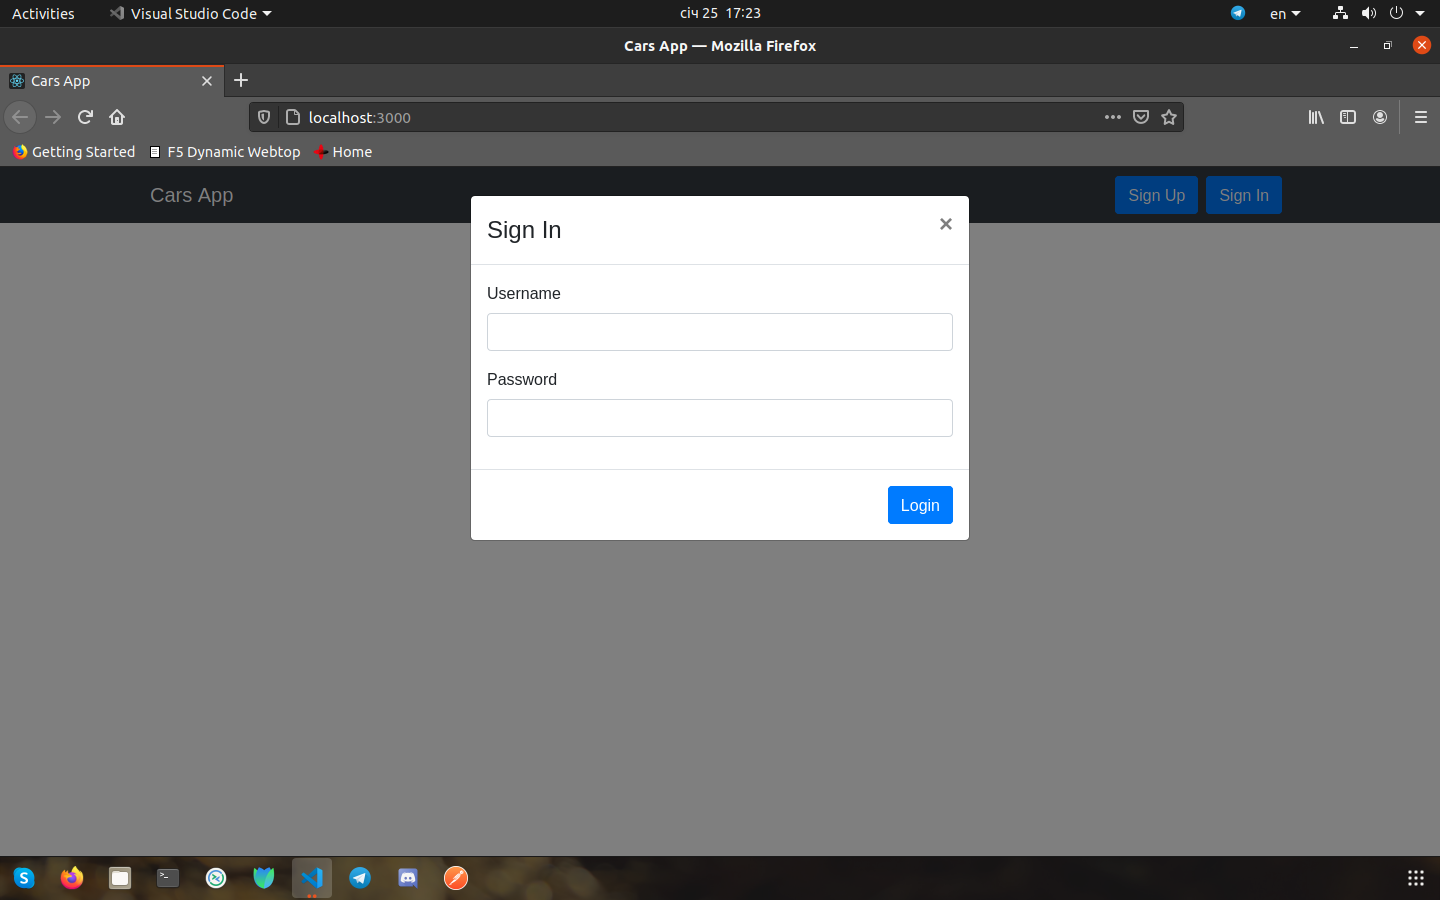 Activities
Visual Studio Code
січ 25 17:23
en
Cars App — Mozilla Firefox
Cars App
localhost:3000
Getting Started
F5 Dynamic Webtop
Home
Cars App
Sign Up
Sign In
Sign In
×
Username
Password
Login